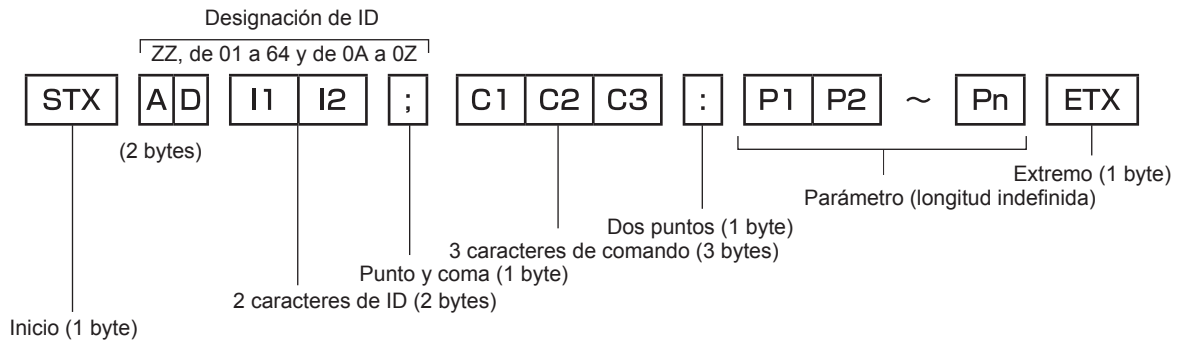 Designación de ID
ZZ, de 01 a 64 y de 0A a 0Z
STX A D I1 I2 ; C1 C2 C3 : P1 P2 ~ Pn ETX
(2 bytes)
Extremo (1 byte)
Parámetro (longitud indefinida)
Dos puntos (1 byte)
3 caracteres de comando (3 bytes)
Punto y coma (1 byte)
2 caracteres de ID (2 bytes)
Inicio (1 byte)